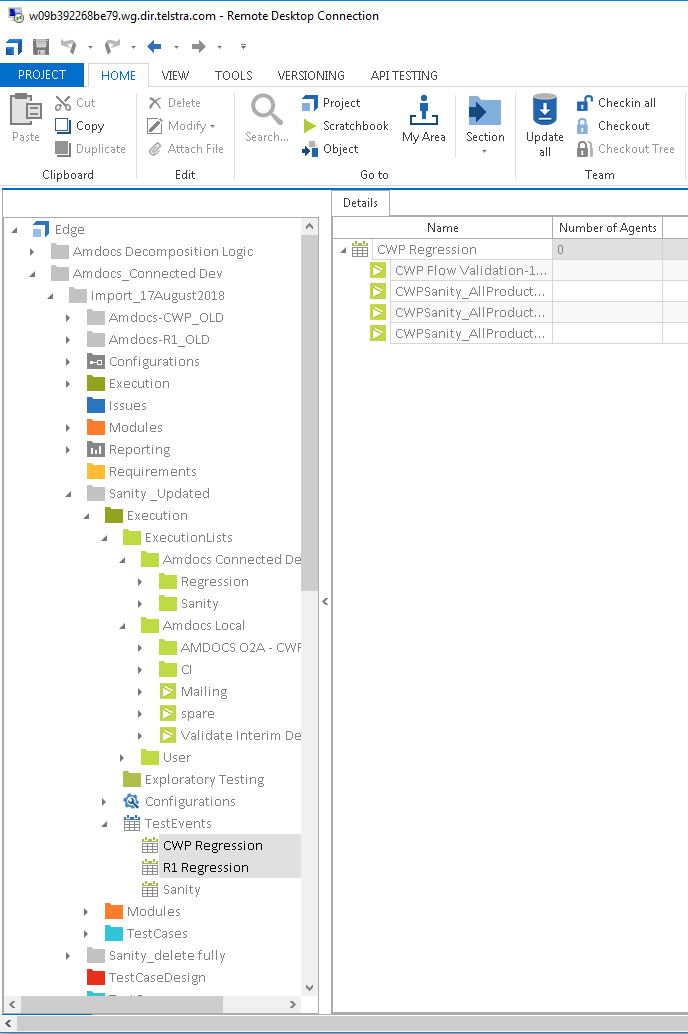 w09b392268be79.wg.dir.telstra.com - Remote Desktop Connection
PROJECT HOME VIEW TOOLS VERSIONING API TESTING
Paste
Cut
Copy
Duplicate
Clipboard
Delete
Modify
Attach File
Edit
Search...
Project
Scratchbook
Object
My Area
Section
Go to
Update all
Checkin all
Checkout
Checkout Tree
Team
Edge
Amdocs Decomposition Logic
Amdocs_Connected Dev
Import_17August2018
Amdocs-CWP_OLD
Amdocs-R1_OLD
Configurations
Execution
Issues
Modules
Reporting
Requirements
Sanity _Updated
Execution
ExecutionLists
Amdocs Connected De
Regression
Sanity
Amdocs Local
AMDOCS O2A - CWP
CI
Mailing
spare
Validate Interim De
User
Exploratory Testing
Configurations
TestEvents
CWP Regression
R1 Regression
Sanity
Modules
TestCases
Sanity_delete fully
TestCaseDesign
Details
Name Number of Agents
CWP Regression 0
CWP Flow Validation-1...
CWPSanity_AllProduct...
CWPSanity_AllProduct...
CWPSanity_AllProduct...